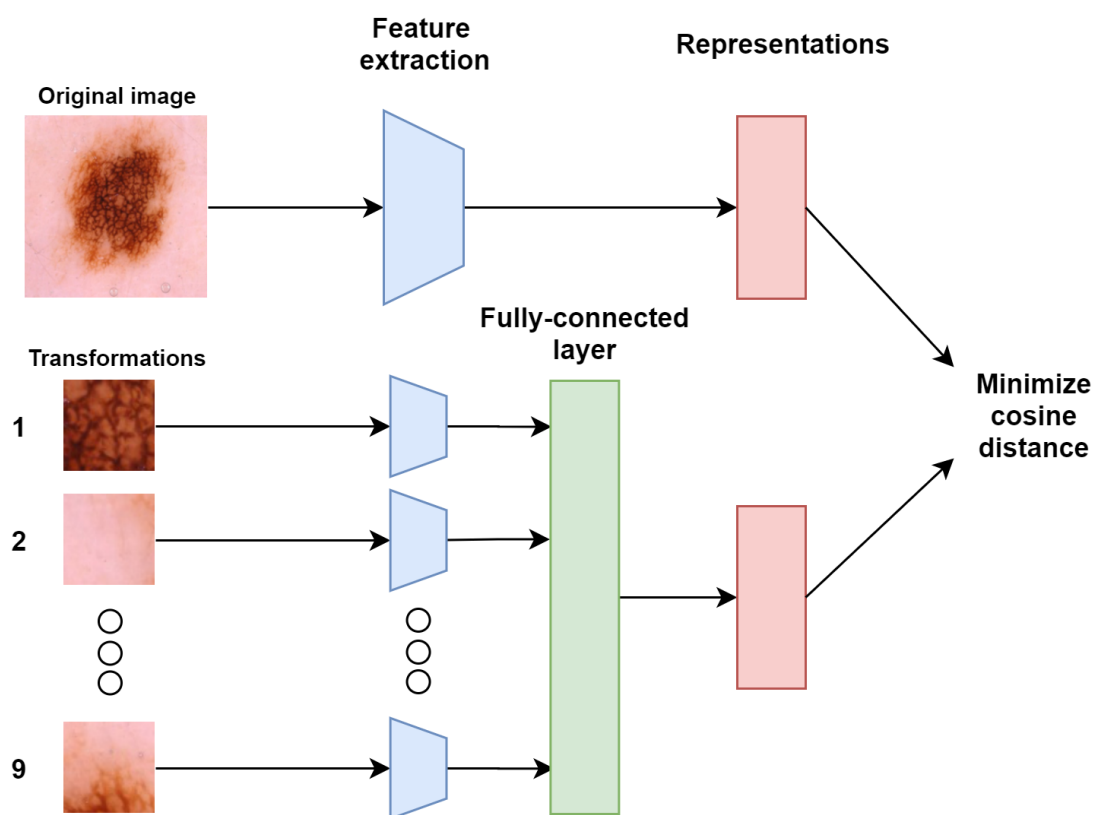 Feature
extraction
Representations
Original image
Fully-connected
layer
Transformations
1
Minimize
cosine
distance
2
9